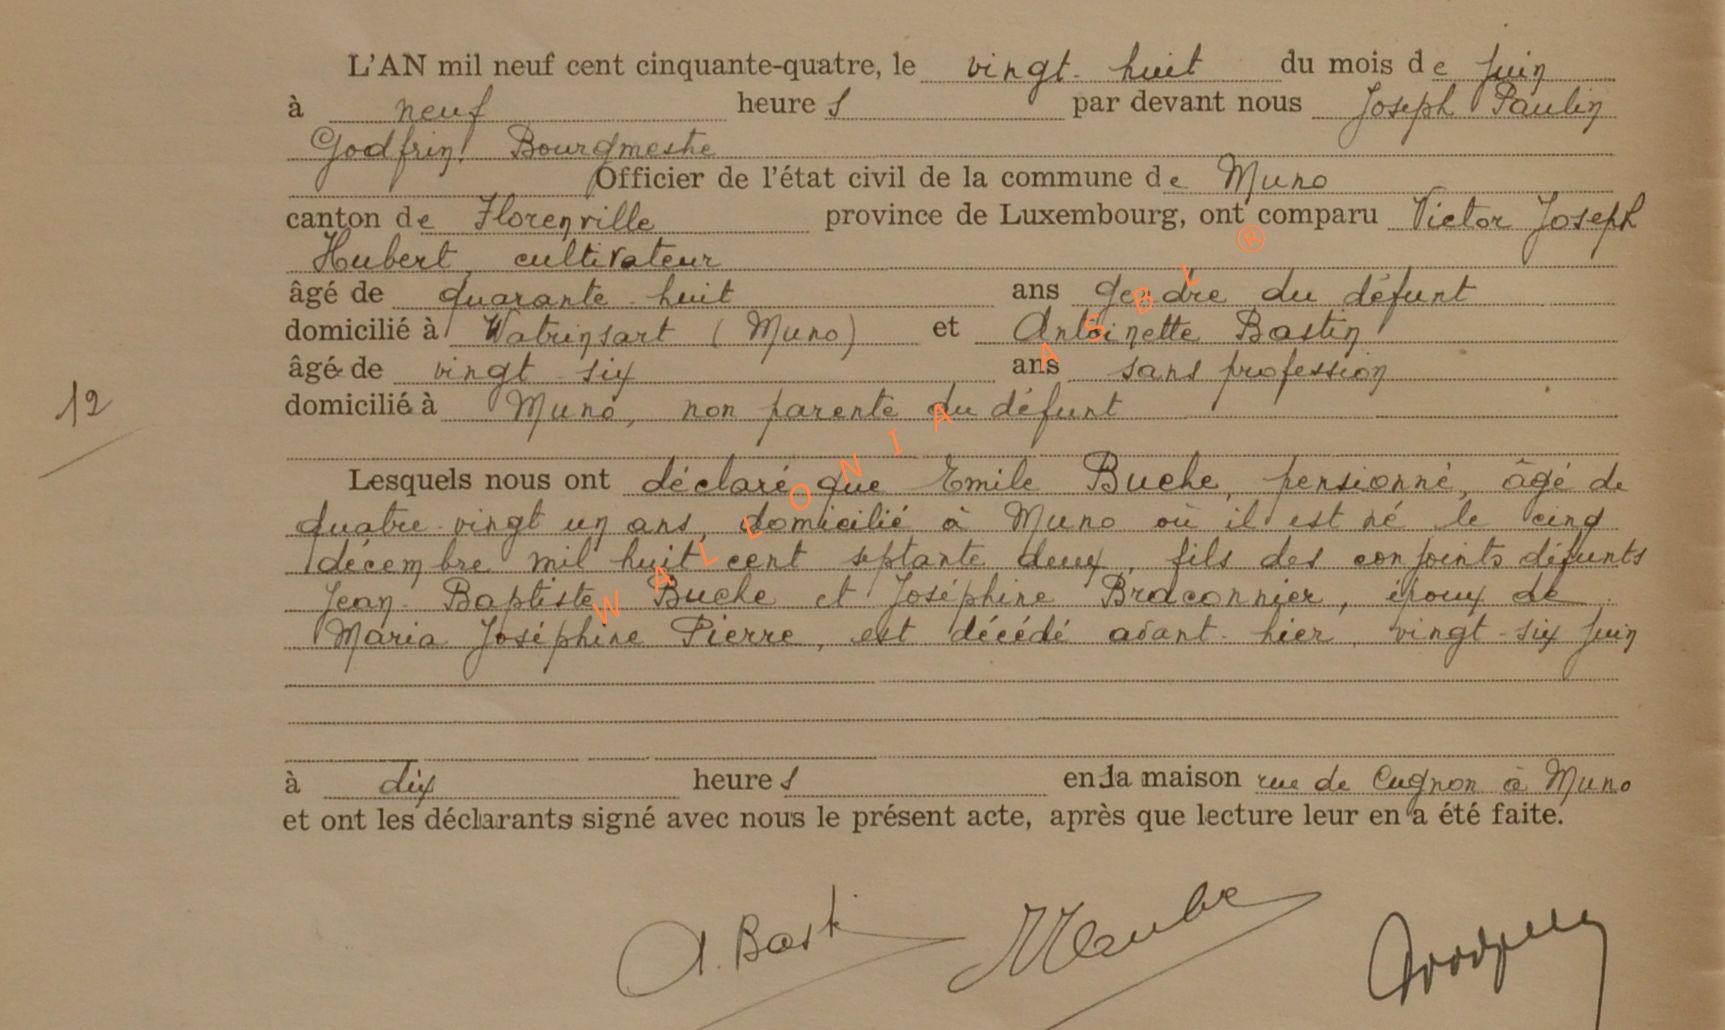 L'AN mil neuf cent cinquante-quatre, le vingt-huit du mois de juin
à neuf heures par devant nous Joseph Paulin
Godfrin, Bourgmestre
Officier de l'état civil de la commune de Muno
canton de Florenville province de Luxembourg, ont comparu Victor Joseph
Hubert, cultivateur
âgé de quarante-huit ans gendre du défunt
domicilié à Watrinsart (Muno) et Antoinette Bastin
âgé de vingt-six ans sans profession
12
domicilié à Muno, non parente du défunt
Lesquels nous ont déclaré que Emile Buche, pensionné, âgé de
quatre-vingt un ans, domicilié à Muno où il est né le cinq
décembre mil huit cent septante deux, fils des conjoints défunts
Jean-Baptiste Buche et Joséphine Braconnier, époux de
Maria Joséphine Pierre, est décédé avant-hier, vingt-six juin
à dix heures en la maison rue de Cugnon à Muno
et ont les déclarants signé avec nous le présent acte, après que lecture leur en a été faite.
A. Bastin
WALLONIA ASBL ®